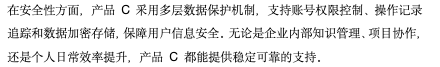 在安全性方面，产品 C 采用多层数据保护机制，支持账号权限控制、操作记录
追踪和数据加密存储，保障用户信息安全。无论是企业内部知识管理、项目协作，
还是个人日常效率提升，产品 C 都能提供稳定可靠的支持。